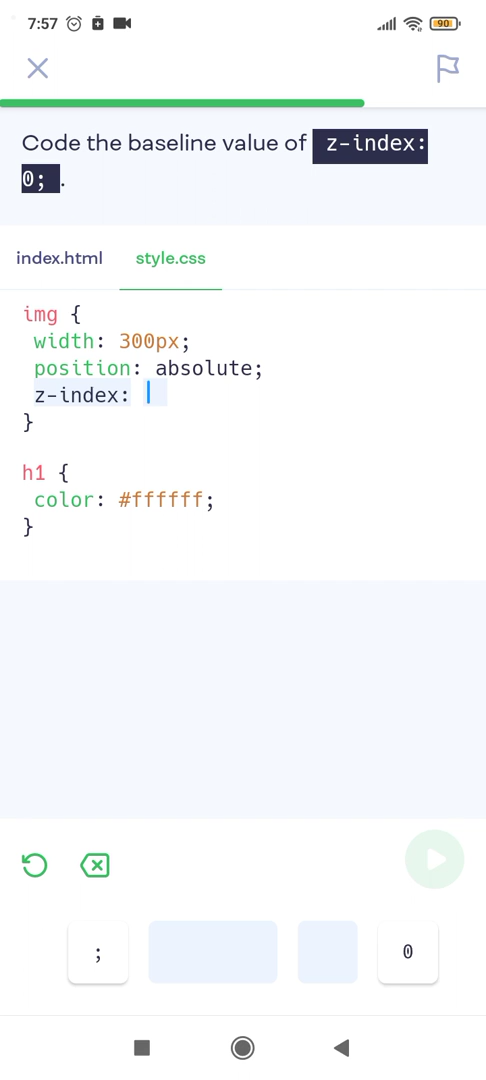 7:57
90
Code the baseline value of z-index:
0; .
index.html style.css
img {
width: 300px;
position: absolute;
z-index:
}
h1 {
color: #ffffff;
}
; 0